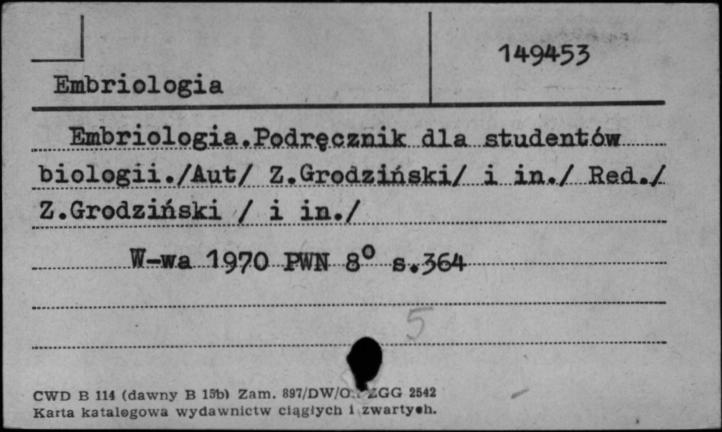 149453
Embriologia
Embriologia.Podręcznik dla studentów
biologii./Aut/ Z.Grodziński/ i in./ Red./
Z.Grodziński / i in./
W-wa 1970 PWN 8° s.364
5
CWD B 114 (dawny B 15b) Zam. 897/DW/O. ZGG 2542
Karta katalogowa wydawnictw ciągłych i zwartych.